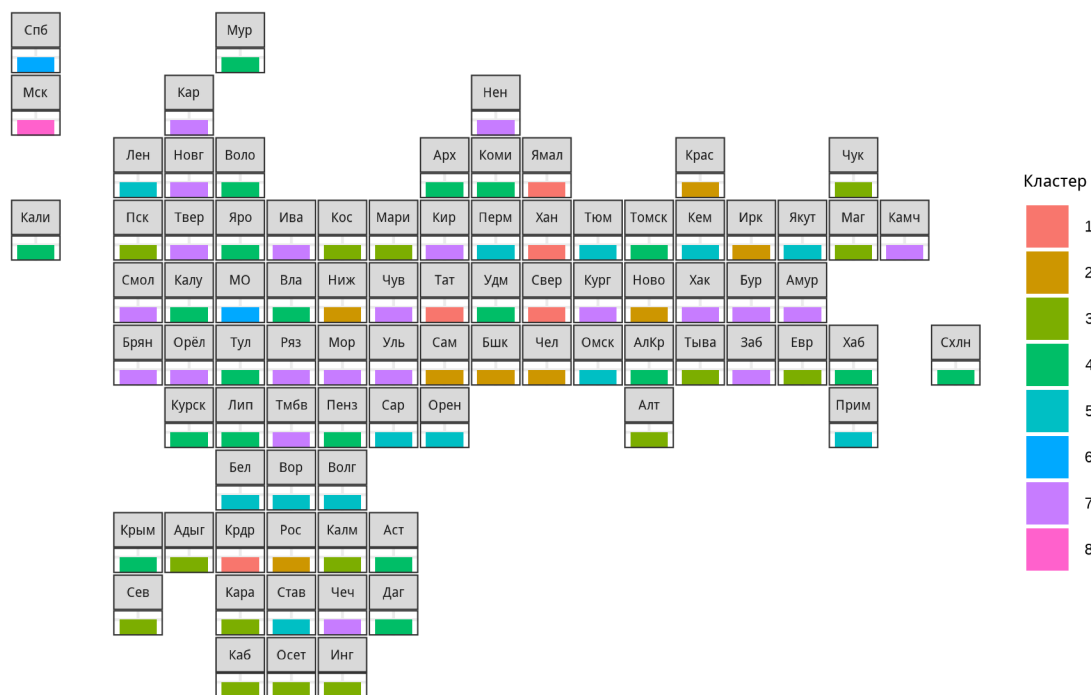 Спб Мур
Мск Кар Нен
Лен Новг Воло Арх Коми Ямал Крас Чук
Кали Пск Твер Яро Ива Кос Мари Кир Перм Хан Тюм Томск Кем Ирк Якут Маг Камч
Смол Калу МО Вла Ниж Чув Тат Удм Свер Кург Ново Хак Бур Амур
Брян Орёл Тул Ряз Мор Уль Сам Бшк Чел Омск АлКр Тыва Заб Евр Хаб Схлн
Курск Лип Тмбв Пенз Сар Орен Алт Прим
Бел Вор Волг
Крым Адыг Крдр Рос Калм Аст
Сев Кара Став Чеч Даг
Каб Осет Инг
Кластер
1
2
3
4
5
6
7
8